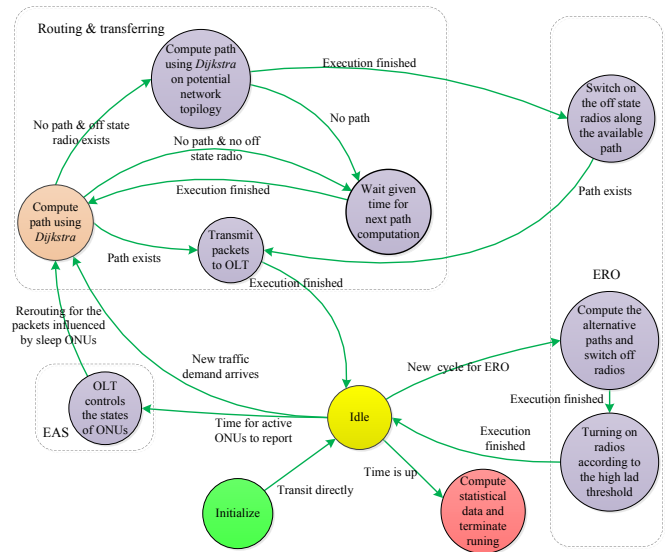 Routing & transferring
Compute path
using Dijkstra
on potential
network
topilogy
Execution finished
Switch on
the off state
radios along
the available
path
No path & off state
radio exists
No path & no off
state radio
No path
Execution finished
Wait given
time for
next path
computation
Path exists
Compute
path using
Dijkstra
Transmit
packets
to OLT
Path exists
Execution finished
ERO
Rerouting for the
packets influenced
by sleep ONUs
Compute the
alternative
paths and
switch off
radios
New traffic
demand arrives
New cycle for ERO
OLT
controls
the states
of ONUs
EAS
Idle
Execution finished
Time for active
ONUs to report
Execution
finished
Turning on
radios
according to
the high lad
threshold
Time is up
Initialize
Transit directly
Compute
statistical
data and
terminate
runing